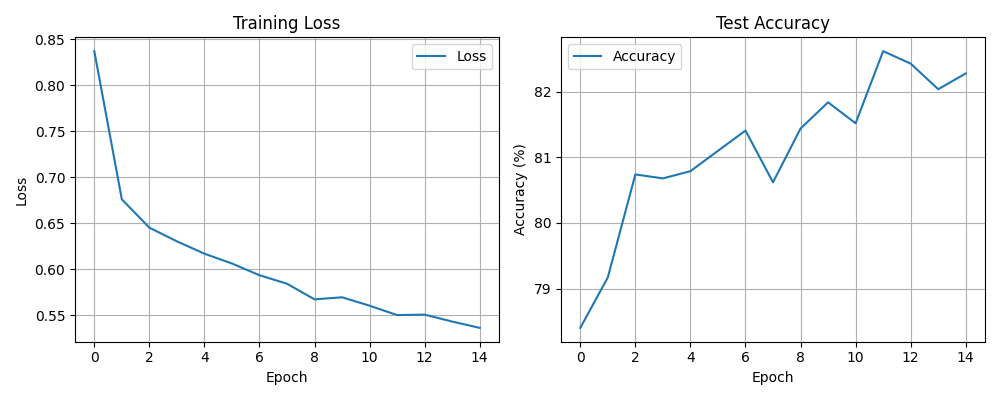 Training Loss
0.85
0.80
0.75
0.70
0.65
0.60
0.55
Loss
Loss
0 2 4 6 8 10 12 14
Epoch
Test Accuracy
82
81
80
79
Accuracy (%)
Accuracy
0 2 4 6 8 10 12 14
Epoch